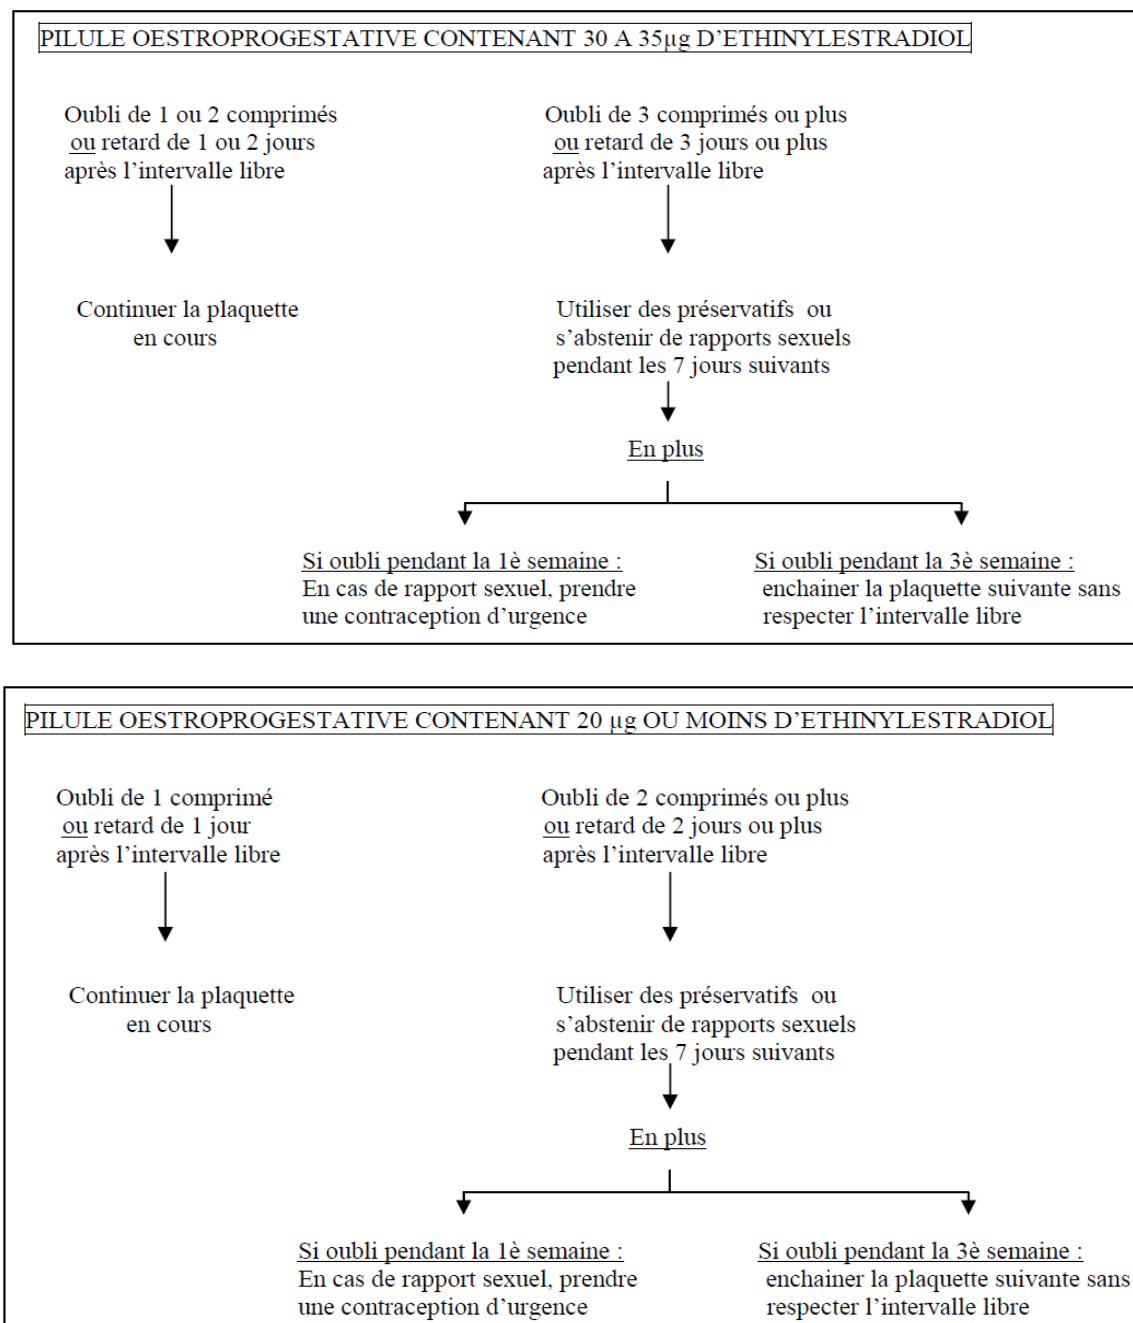 PILULE OESTROPROGESTATIVE CONTENANT 30 A 35µg D’ETHINYLESTRADIOL
Oubli de 1 ou 2 comprimés
ou retard de 1 ou 2 jours
après l’intervalle libre
Oubli de 3 comprimés ou plus
ou retard de 3 jours ou plus
après l’intervalle libre
Continuer la plaquette
en cours
Utiliser des préservatifs ou
s’abstenir de rapports sexuels
pendant les 7 jours suivants
En plus
Si oubli pendant la 1è semaine :
En cas de rapport sexuel, prendre
une contraception d’urgence
Si oubli pendant la 3è semaine :
enchainer la plaquette suivante sans
respecter l’intervalle libre
PILULE OESTROPROGESTATIVE CONTENANT 20 µg OU MOINS D’ETHINYLESTRADIOL
Oubli de 1 comprimé
ou retard de 1 jour
après l’intervalle libre
Oubli de 2 comprimés ou plus
ou retard de 2 jours ou plus
après l’intervalle libre
Continuer la plaquette
en cours
Utiliser des préservatifs ou
s’abstenir de rapports sexuels
pendant les 7 jours suivants
En plus
Si oubli pendant la 1è semaine :
En cas de rapport sexuel, prendre
une contraception d’urgence
Si oubli pendant la 3è semaine :
enchainer la plaquette suivante sans
respecter l’intervalle libre